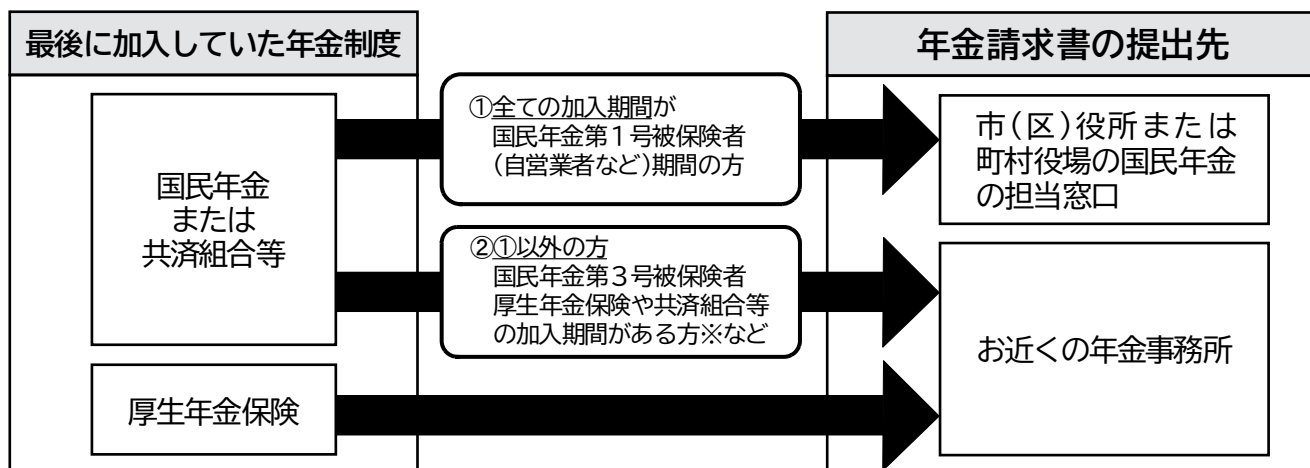 最後に加入していた年金制度
年金請求書の提出先
国民年金
または
共済組合等
①全ての加入期間が
国民年金第1号被保険者
(自営業者など)期間の方
市(区)役所または
町村役場の国民年金
の担当窓口
②①以外の方
国民年金第3号被保険者
厚生年金保険や共済組合等
の加入期間がある方※など
お近くの年金事務所
厚生年金保険